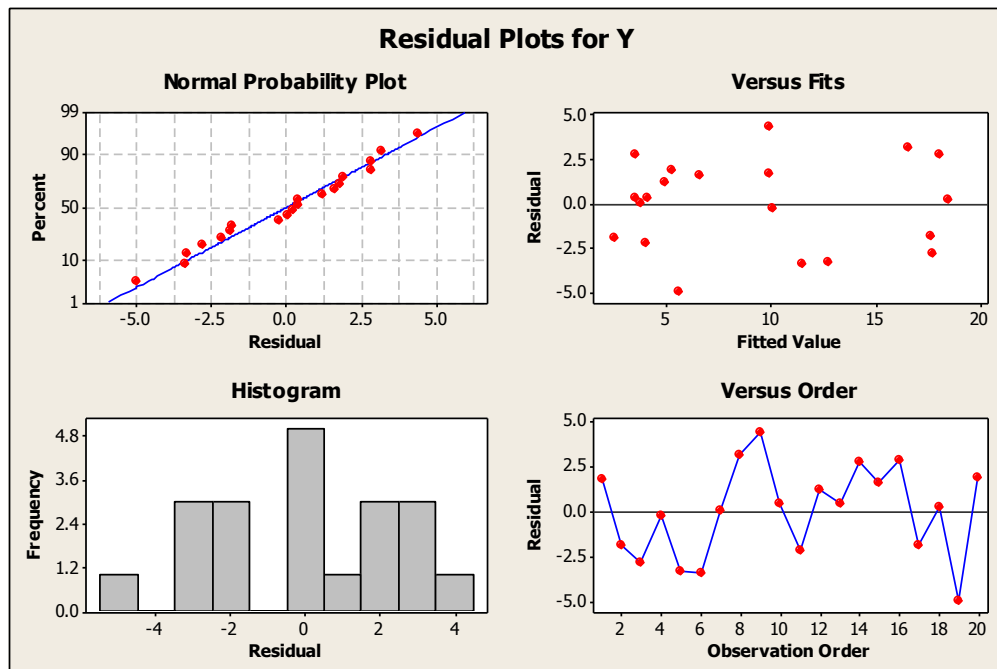 Residual Plots for Y
Normal Probability Plot
99
90
50
10
1
Percent
-5.0 -2.5 0.0 2.5 5.0
Residual
Versus Fits
5.0
2.5
0.0
-2.5
-5.0
Residual
5 10 15 20
Fitted Value
Histogram
4.8
3.6
2.4
1.2
0.0
Frequency
-4 -2 0 2 4
Residual
Versus Order
5.0
2.5
0.0
-2.5
-5.0
Residual
2 4 6 8 10 12 14 16 18 20
Observation Order